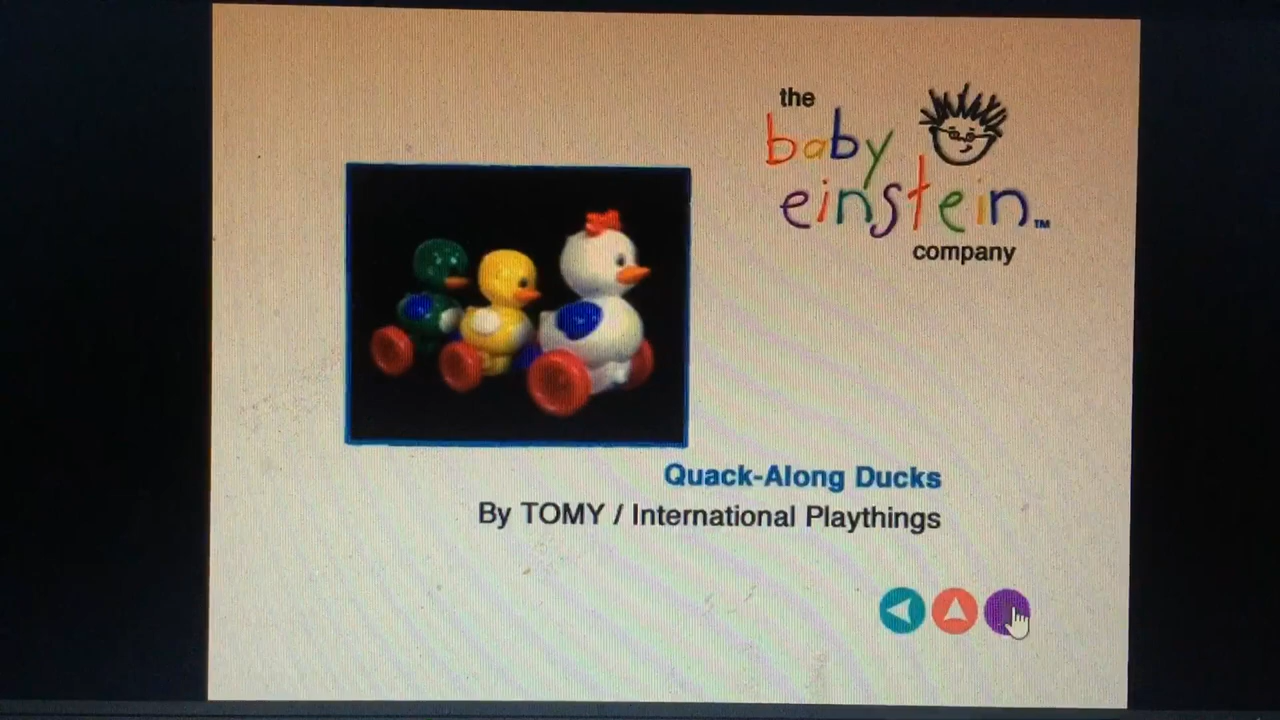 the
baby
einstein™
company
Quack-Along Ducks
By TOMY / International Playthings